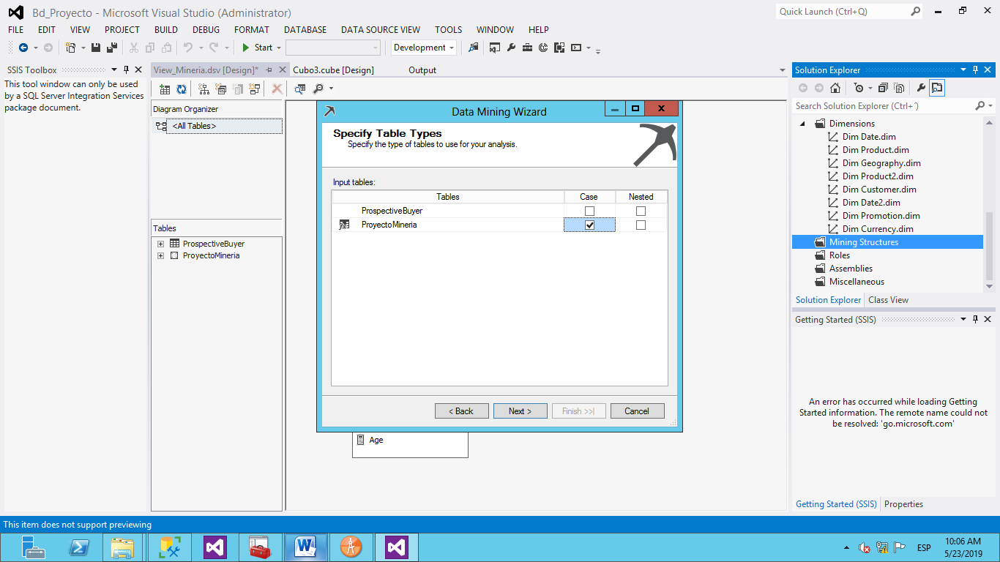 Bd_Proyecto - Microsoft Visual Studio (Administrator)
Quick Launch (Ctrl+Q)
FILE EDIT VIEW PROJECT BUILD DEBUG FORMAT DATABASE DATA SOURCE VIEW TOOLS WINDOW HELP
Start Development
SSIS Toolbox
This tool window can only be used
by a SQL Server Integration Services
package document.
View_Mineria.dsv [Design]* Cubo3.cube [Design] Output
Diagram Organizer
<All Tables>
Tables
ProspectiveBuyer
ProyectoMineria
Data Mining Wizard
Specify Table Types
Specify the type of tables to use for your analysis.
Input tables:
Tables Case Nested
ProspectiveBuyer
ProyectoMineria
< Back Next > Finish >>| Cancel
Age
Solution Explorer
Search Solution Explorer (Ctrl+´)
Dimensions
Dim Date.dim
Dim Product.dim
Dim Geography.dim
Dim Product2.dim
Dim Customer.dim
Dim Date2.dim
Dim Promotion.dim
Dim Currency.dim
Mining Structures
Roles
Assemblies
Miscellaneous
Solution Explorer Class View
Getting Started (SSIS)
An error has occurred while loading Getting
Started information. The remote name could not
be resolved: 'go.microsoft.com'
Getting Started (SSIS) Properties
This item does not support previewing
ESP
10:06 AM
5/23/2019